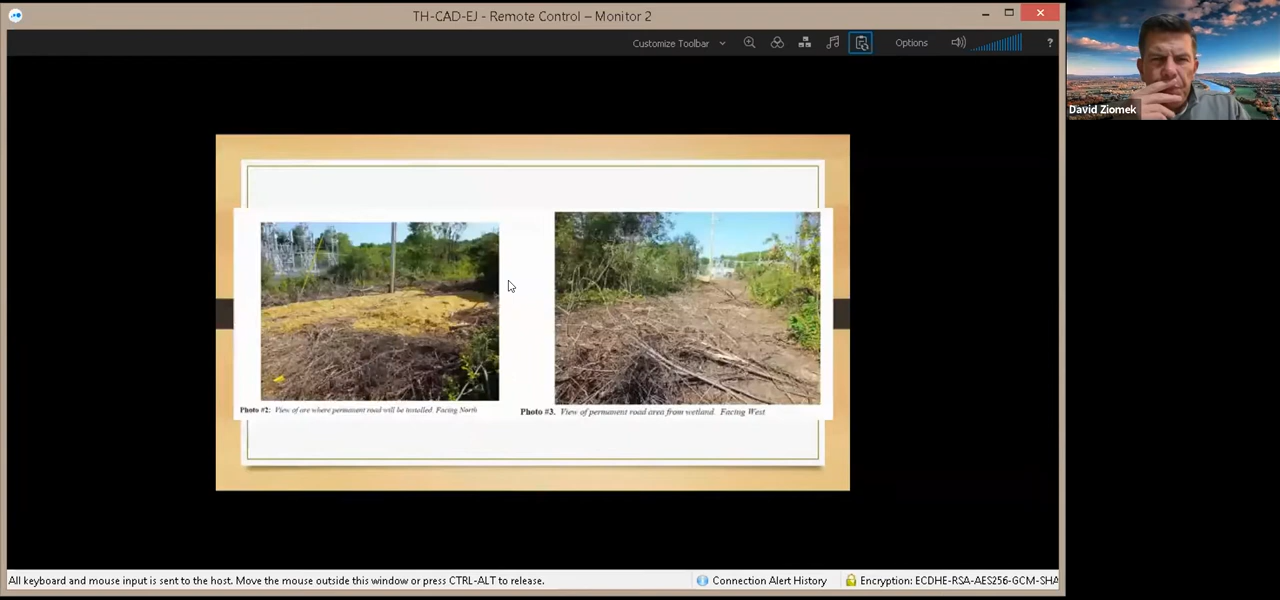 TH-CAD-EJ - Remote Control – Monitor 2
Customize Toolbar
Options
?
David Ziomek
Photo #2: View of are where permanent road will be installed. Facing North
Photo #3. View of permanent road area from wetland. Facing West
All keyboard and mouse input is sent to the host. Move the mouse outside this window or press CTRL-ALT to release.
Connection Alert History
Encryption: ECDHE-RSA-AES256-GCM-SHA